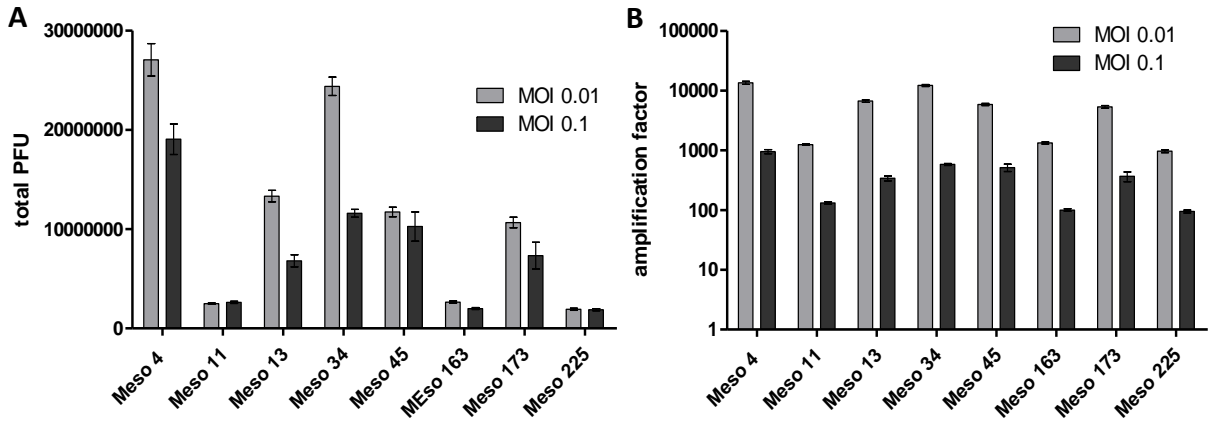 A
total PFU
30000000
20000000
10000000
0
MOI 0.01
MOI 0.1
Meso 4
Meso 11
Meso 13
Meso 34
Meso 45
MEso 163
Meso 173
Meso 225
B
amplification factor
100000
10000
1000
100
10
1
MOI 0.01
MOI 0.1
Meso 4
Meso 11
Meso 13
Meso 34
Meso 45
Meso 163
Meso 173
Meso 225